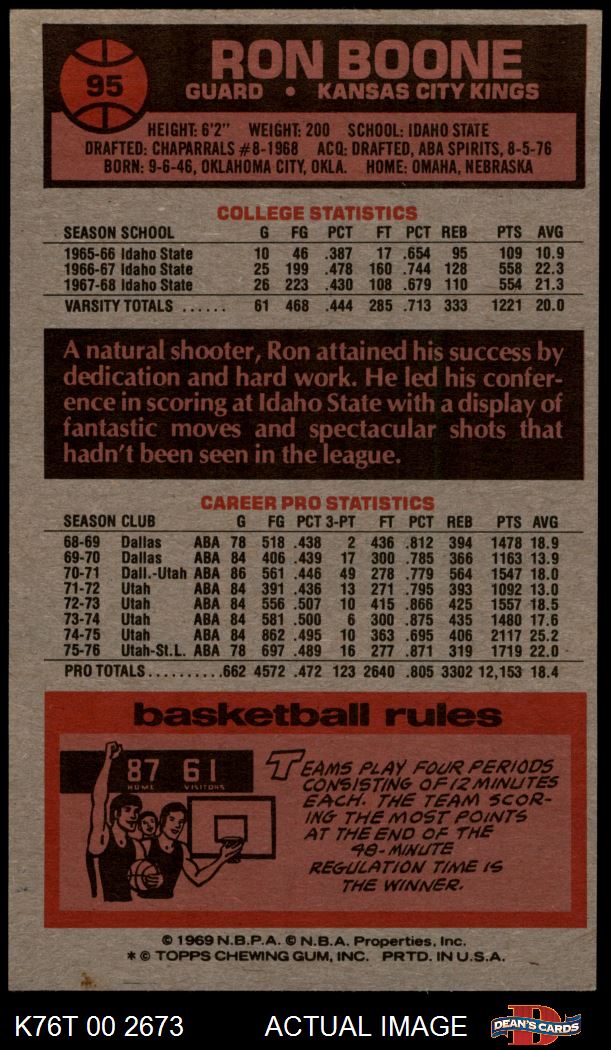 95
RON BOONE
GUARD • KANSAS CITY KINGS
HEIGHT: 6'2" WEIGHT: 200 SCHOOL: IDAHO STATE
DRAFTED: CHAPARRALS #8-1968 ACQ: DRAFTED, ABA SPIRITS, 8-5-76
BORN: 9-6-46, OKLAHOMA CITY, OKLA. HOME: OMAHA, NEBRASKA
COLLEGE STATISTICS
SEASON SCHOOL G FG PCT FT PCT REB PTS AVG
1965-66 Idaho State 10 46 .387 17 .654 95 109 10.9
1966-67 Idaho State 25 199 .478 160 .744 128 558 22.3
1967-68 Idaho State 26 223 .430 108 .679 110 554 21.3
VARSITY TOTALS ...... 61 468 .444 285 .713 333 1221 20.0
A natural shooter, Ron attained his success by
dedication and hard work. He led his confer-
ence in scoring at Idaho State with a display of
fantastic moves and spectacular shots that
hadn't been seen in the league.
CAREER PRO STATISTICS
SEASON CLUB G FG PCT 3-PT FT PCT REB PTS AVG
68-69 Dallas ABA 78 518 .438 2 436 .812 394 1478 18.9
69-70 Dallas ABA 84 406 .439 17 300 .785 366 1163 13.9
70-71 Dall.-Utah ABA 86 561 .446 49 278 .779 564 1547 18.0
71-72 Utah ABA 84 391 .436 13 271 .795 393 1092 13.0
72-73 Utah ABA 84 556 .507 10 415 .866 425 1557 18.5
73-74 Utah ABA 84 581 .500 6 300 .875 435 1480 17.6
74-75 Utah ABA 84 862 .495 10 363 .695 406 2117 25.2
75-76 Utah-St.L. ABA 78 697 .489 16 277 .871 319 1719 22.0
PRO TOTALS..........662 4572 .472 123 2640 .805 3302 12,153 18.4
basketball rules
87 61
HOME VISITORS
TEAMS PLAY FOUR PERIODS
CONSISTING OF 12 MINUTES
EACH. THE TEAM SCOR-
ING THE MOST POINTS
AT THE END OF THE
48-MINUTE
REGULATION TIME IS
THE WINNER.
© 1969 N.B.P.A. © N.B.A. Properties, Inc.
* © TOPPS CHEWING GUM, INC. PRTD. IN U.S.A.
K76T 00 2673 ACTUAL IMAGE D DEAN'S CARDS